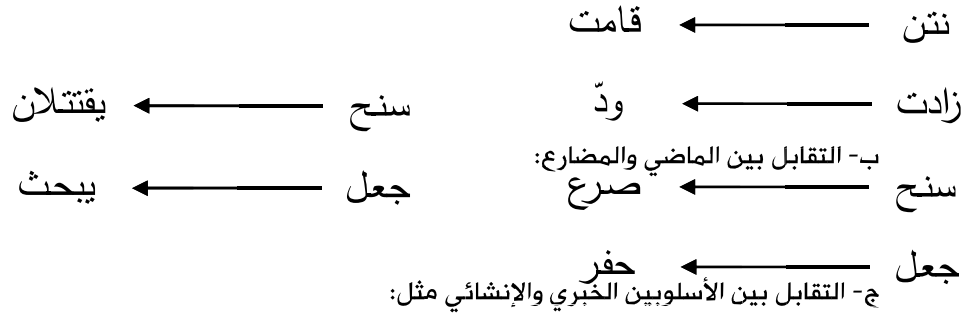 نتن قامت
زادت ودّ سنح يقتتلان
ب- التقابل بين الماضي والمضارع:
سنح صرع جعل يبحث
جعل حفر
ج- التقابل بين الأسلوبين الخبري والإنشائي مثل: